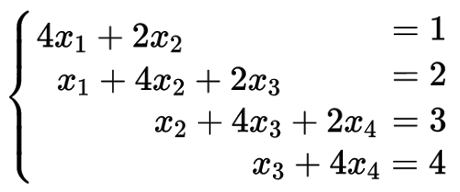 4x₁ + 2x₂ = 1
x₁ + 4x₂ + 2x₃ = 2
x₂ + 4x₃ + 2x₄ = 3
x₃ + 4x₄ = 4